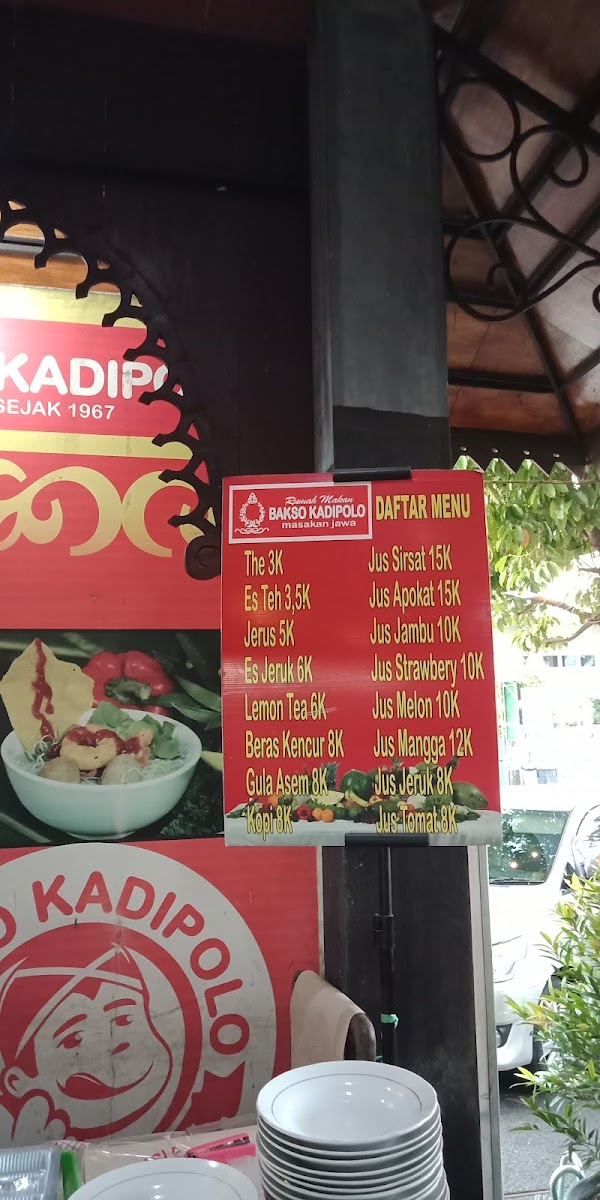 KADIPO
SEJAK 1967
Rumah Makan
BAKSO KADIPOLO
masakan jawa
DAFTAR MENU
The 3K
Es Teh 3,5K
Jerus 5K
Es Jeruk 6K
Lemon Tea 6K
Beras Kencur 8K
Gula Asem 8K
Kopi 8K
Jus Sirsat 15K
Jus Apokat 15K
Jus Jambu 10K
Jus Strawbery 10K
Jus Melon 10K
Jus Mangga 12K
Jus Jeruk 8K
Jus Tomat 8K
O KADIPOLO